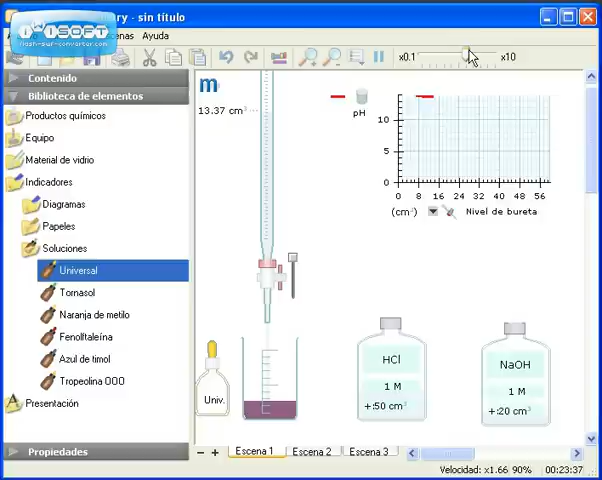 ry - sin título
iwisoft
flash-swf-converter.com
enas Ayuda
x0.1
x10
Contenido
Biblioteca de elementos
Productos químicos
Equipo
Material de vidrio
Indicadores
Diagramas
Papeles
Soluciones
Universal
Tornasol
Naranja de metilo
Fenolftaleína
Azul de timol
Tropeolina OOO
Presentación
Propiedades
m
13.37 cm³
pH
10
5
0
0 8 16 24 32 40 48 56
(cm³)
Nivel de bureta
Univ.
HCl
1 M
+:50 cm³
NaOH
1 M
+:20 cm³
Escena 1 Escena 2 Escena 3
Velocidad: x1.66 90% 00:23:37